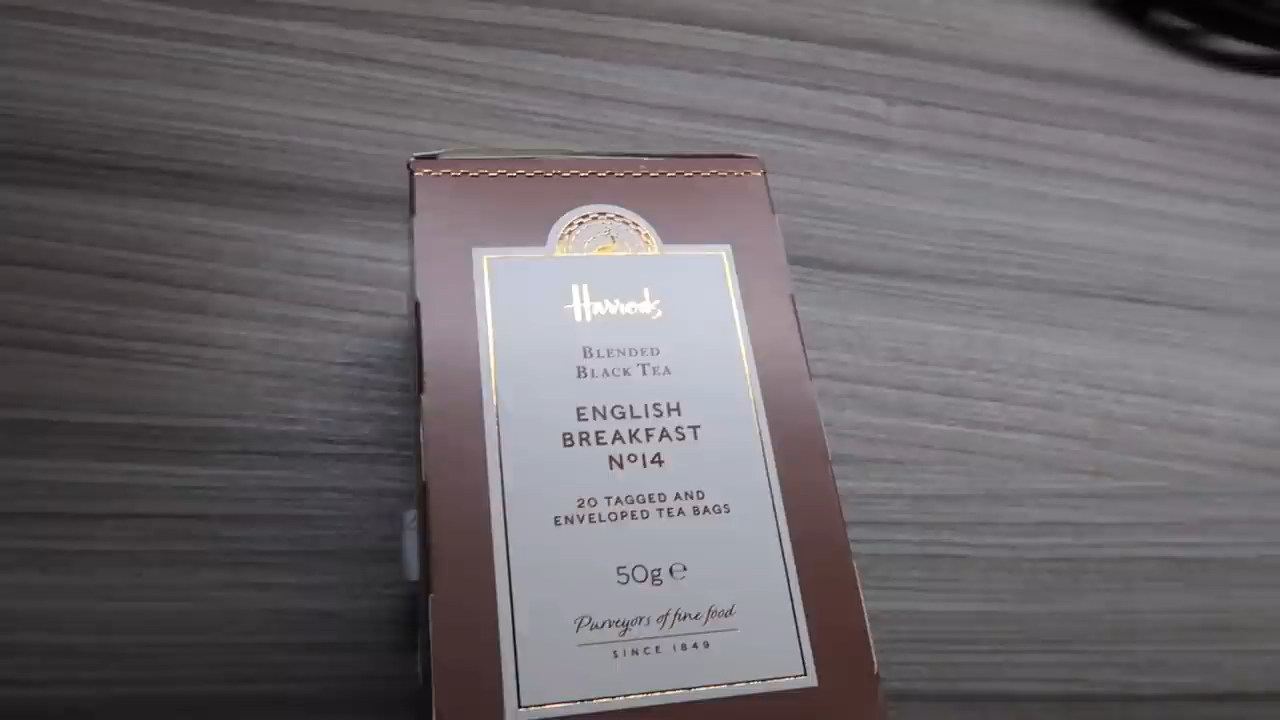 Harrods
BLENDED
BLACK TEA
ENGLISH
BREAKFAST
Nº14
20 TAGGED AND
ENVELOPED TEA BAGS
50g ℮
Purveyors of fine food
SINCE 1849